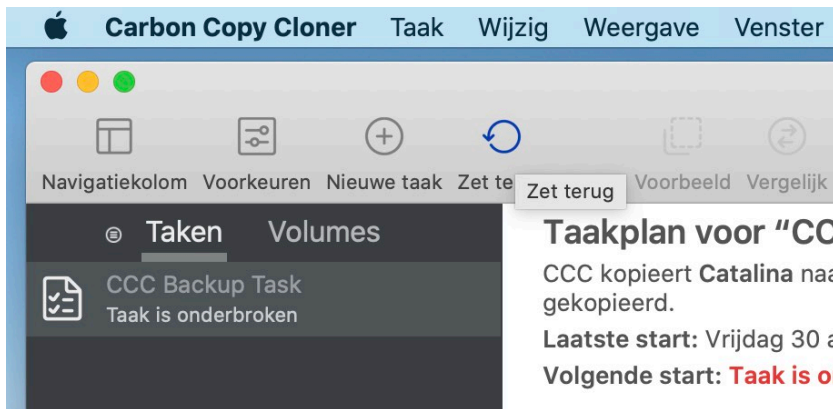 Carbon Copy Cloner Taak Wijzig Weergave Venster
Navigatiekolom Voorkeuren Nieuwe taak Zet te Voorbeeld Vergelijk
Zet terug
Taken Volumes
CCC Backup Task
Taak is onderbroken
Taakplan voor “CC
CCC kopieert Catalina naa
gekopieerd.
Laatste start: Vrijdag 30 a
Volgende start: Taak is o